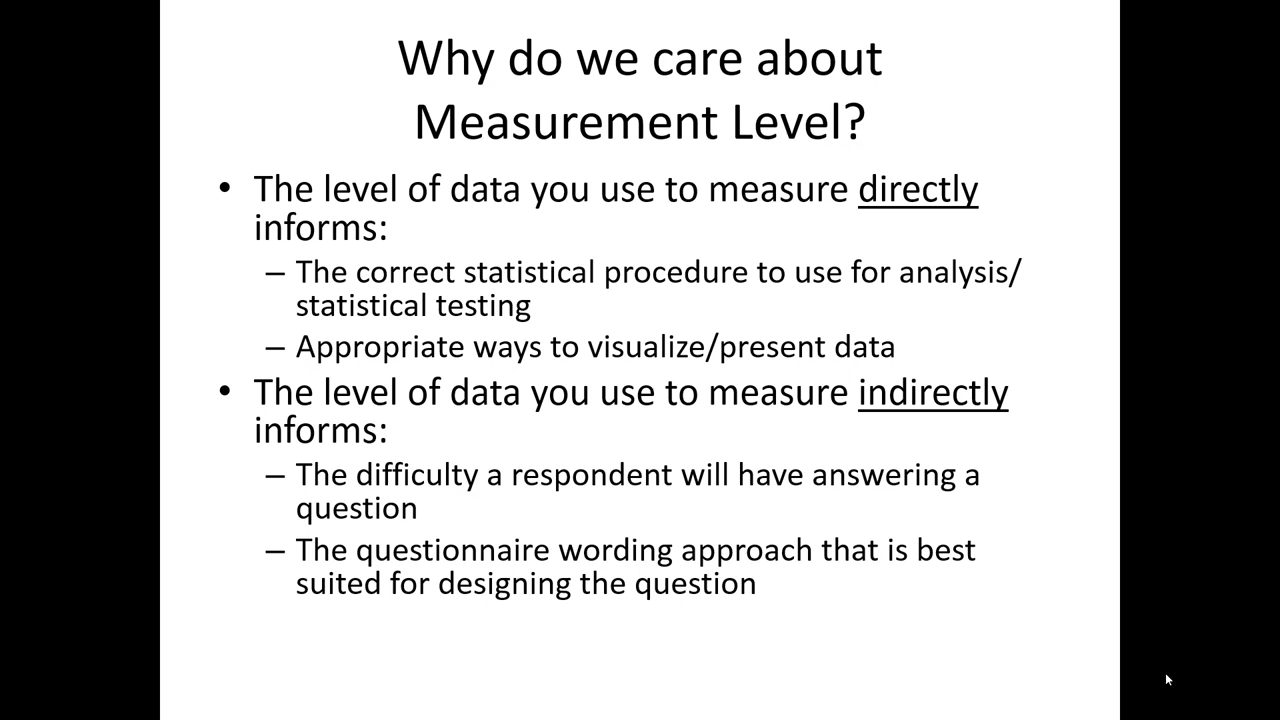 Why do we care about
Measurement Level?
• The level of data you use to measure directly
informs:
– The correct statistical procedure to use for analysis/
statistical testing
– Appropriate ways to visualize/present data
• The level of data you use to measure indirectly
informs:
– The difficulty a respondent will have answering a
question
– The questionnaire wording approach that is best
suited for designing the question